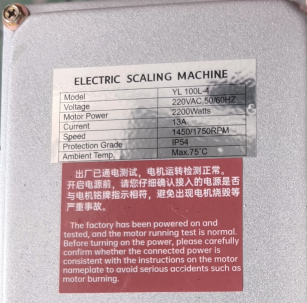 ELECTRIC SCALING MACHINE
Model YL 100L-4
Voltage 220VAC,50/60HZ
Motor Power 2200Watts
Current 13A
Speed 1450/1750RPM
Protection Grade IP54
Ambient Temp. Max.75℃
出厂已通电测试，电机运转检测正常。
开启电源前，请您仔细确认接入的电源是否
与电机铭牌指示相符，避免出现电机烧毁等
严重事故。
The factory has been powered on and
tested, and the motor running test is normal.
Before turning on the power, please carefully
confirm whether the connected power is
consistent with the instructions on the motor
nameplate to avoid serious accidents such as
motor burning.